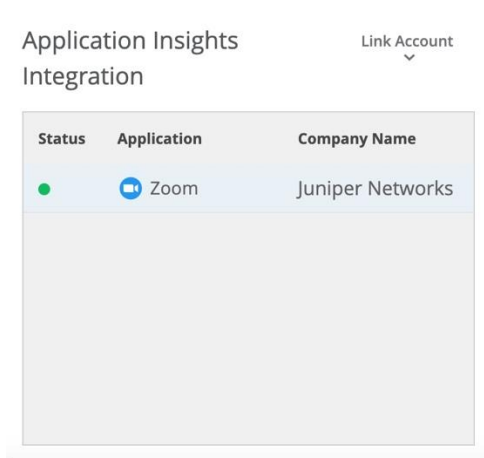 Application Insights Integration
Link Account
Status Application Company Name
Zoom Juniper Networks